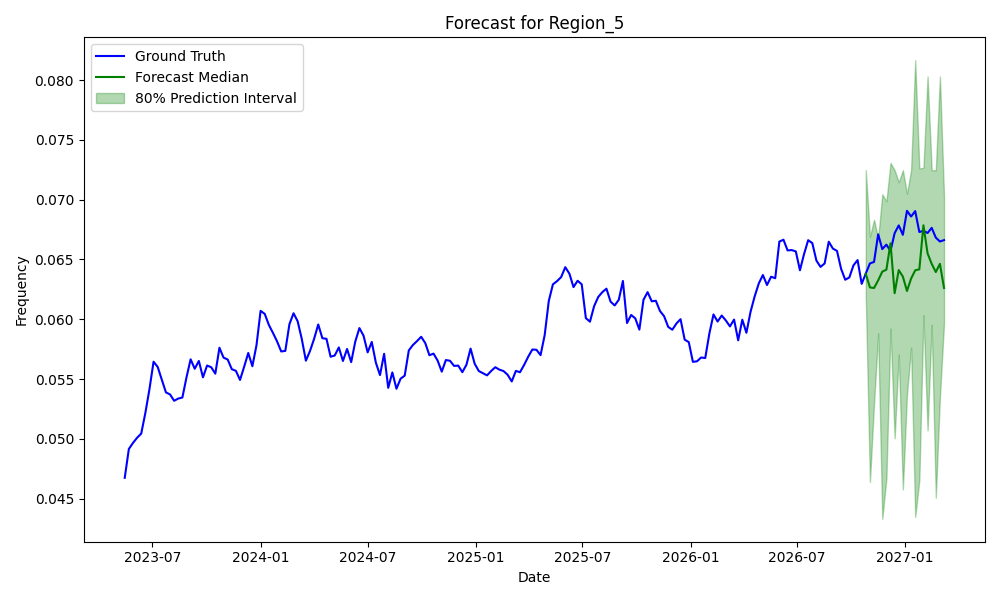 Forecast for Region_5
Ground Truth
Forecast Median
80% Prediction Interval
0.080
0.075
0.070
0.065
0.060
0.055
0.050
0.045
Frequency
2023-07 2024-01 2024-07 2025-01 2025-07 2026-01 2026-07 2027-01
Date